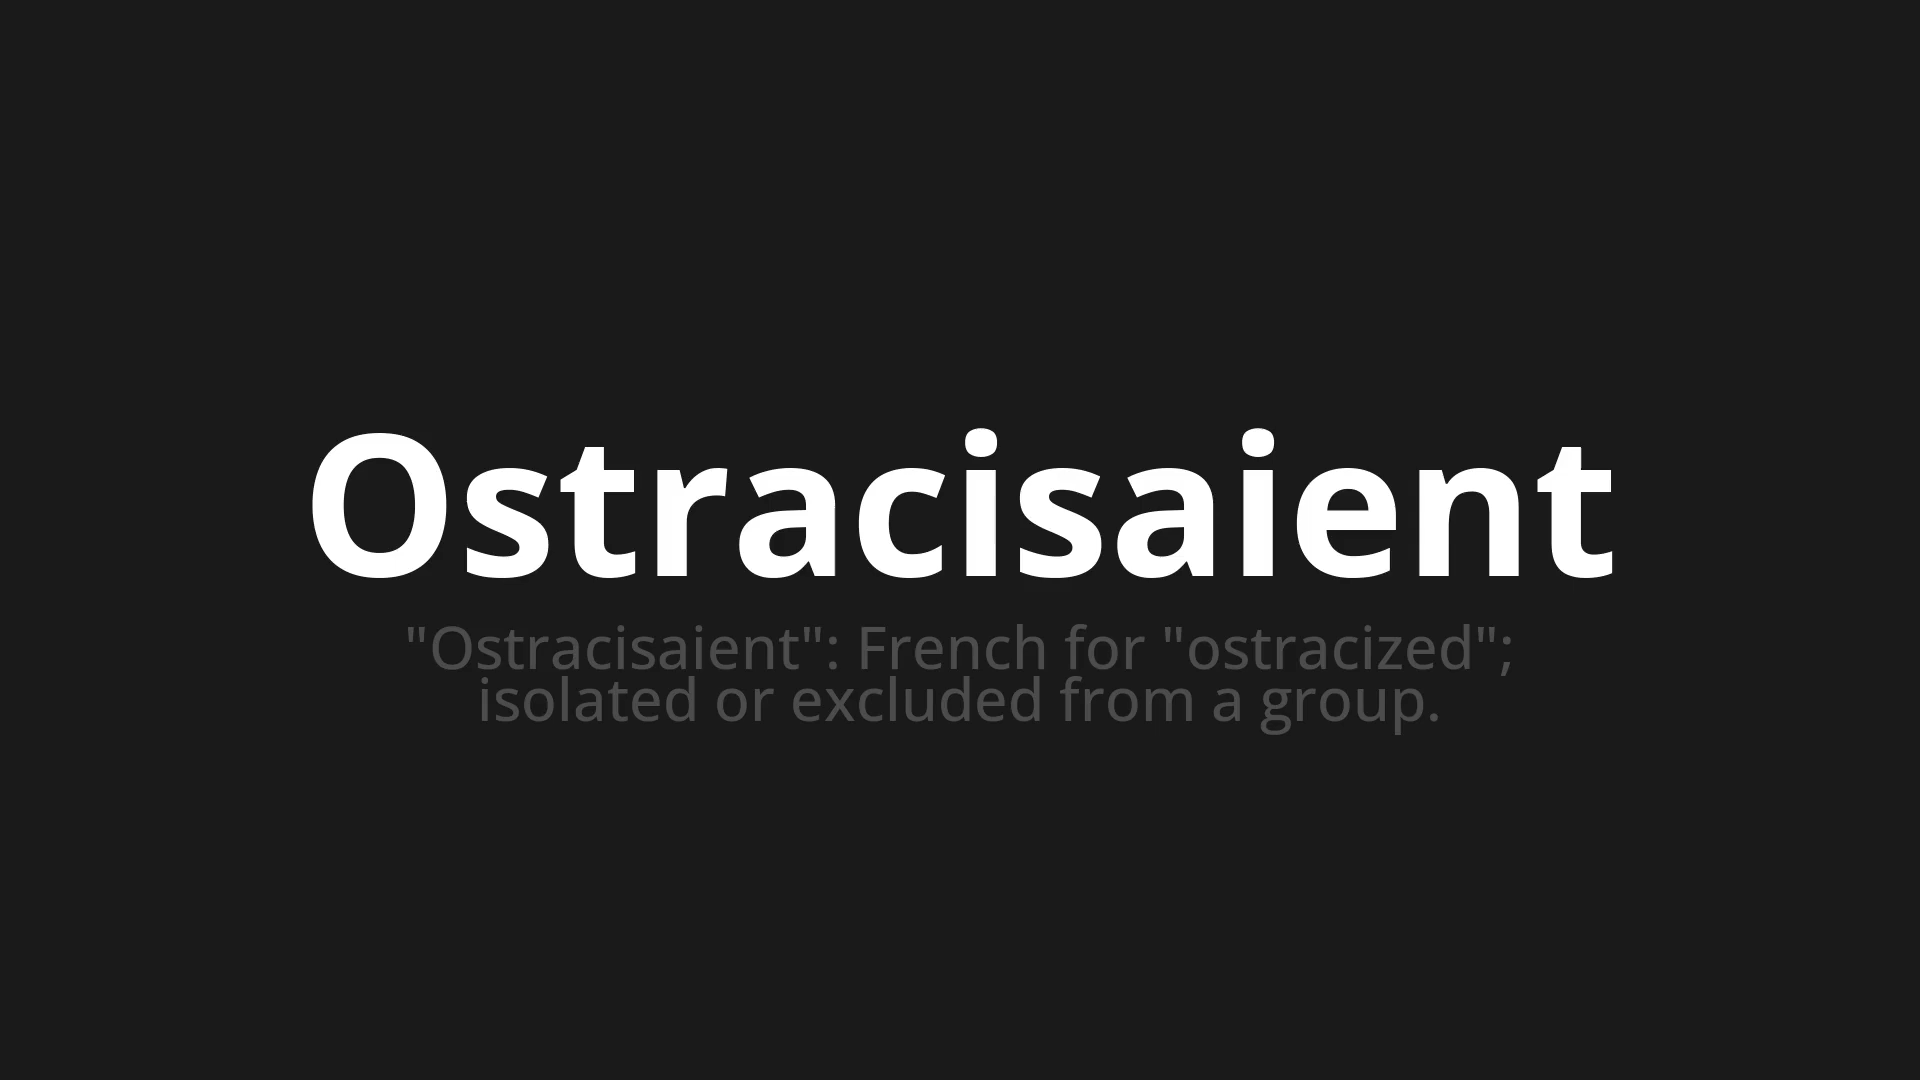 Ostracisaient
"Ostracisaient": French for "ostracized";
isolated or excluded from a group.